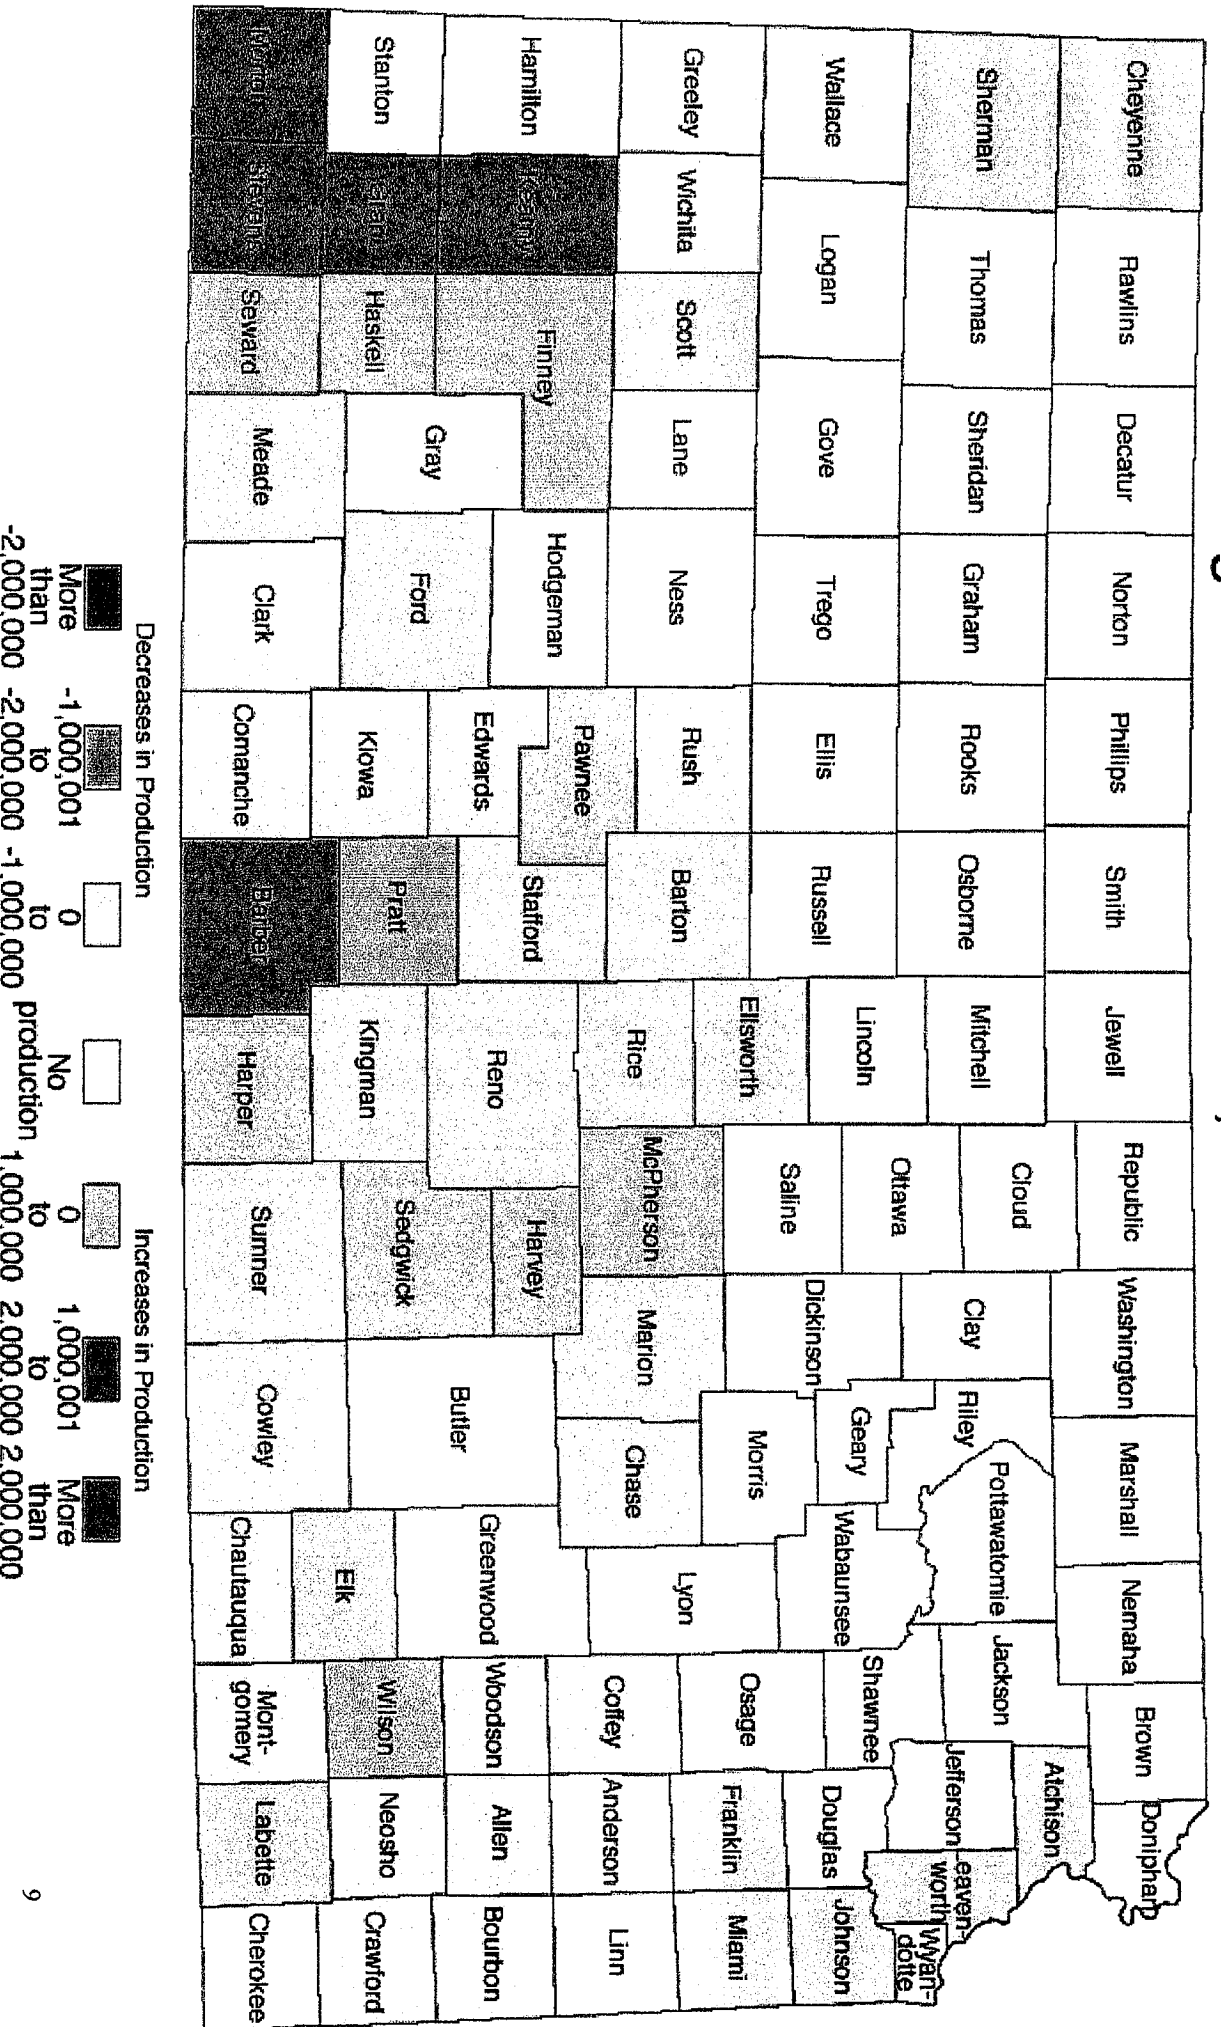 Cheyenne
Rawlins
Decatur
Norton
Phillips
Smith
Jewell
Republic
Washington
Marshall
Nemaha
Brown
Doniphan
Sherman
Thomas
Sheridan
Graham
Rooks
Osborne
Mitchell
Cloud
Clay
Riley
Pottawatomie
Jackson
Atchison
Wallace
Logan
Gove
Trego
Ellis
Russell
Lincoln
Ottawa
Geary
Wabaunsee
Shawnee
Jefferson
Leaven-
worth
Wyan-
dotte
Greeley
Wichita
Scott
Lane
Ness
Rush
Barton
Ellsworth
Saline
Dickinson
Morris
Osage
Douglas
Johnson
Hamilton
Kearny
Finney
Hodgeman
Pawnee
Stafford
Rice
McPherson
Marion
Chase
Lyon
Coffey
Franklin
Miami
Stanton
Grant
Haskell
Gray
Ford
Edwards
Kiowa
Pratt
Reno
Kingman
Harvey
Sedgwick
Butler
Greenwood
Woodson
Anderson
Linn
Elk
Wilson
Allen
Bourbon
Neosho
Crawford
Morton
Stevens
Seward
Meade
Clark
Comanche
Barber
Harper
Sumner
Cowley
Chautauqua
Mont-
gomery
Labette
Cherokee
Decreases in Production
Increases in Production
More
than
-2,000,000
-1,000,001
to
-2,000,000
0
to
-1,000,000
No
production
0
to
1,000,000
1,000,001
to
2,000,000
More
than
2,000,000
9